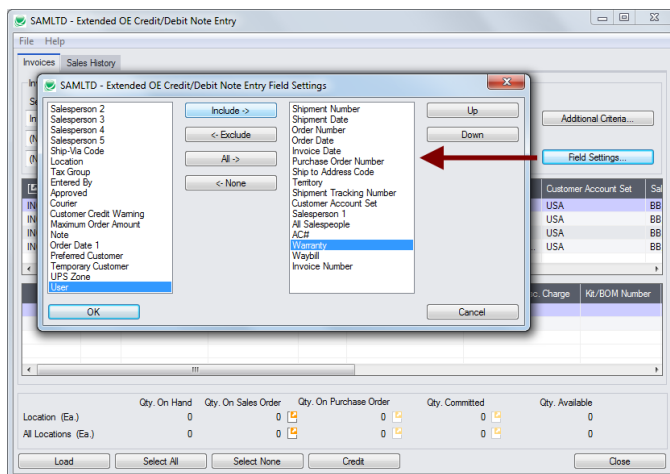 SAMLTD - Extended OE Credit/Debit Note Entry
File Help
Invoices Sales History
SAMLTD - Extended OE Credit/Debit Note Entry Field Settings
Salesperson 2
Salesperson 3
Salesperson 4
Salesperson 5
Ship-Via Code
Location
Tax Group
Entered By
Approved
Courier
Customer Credit Warning
Maximum Order Amount
Note
Order Date 1
Preferred Customer
Temporary Customer
UPS Zone
User
Include ->
<- Exclude
All ->
<- None
Shipment Number
Shipment Date
Order Number
Order Date
Invoice Date
Purchase Order Number
Ship to Address Code
Territory
Shipment Tracking Number
Customer Account Set
Salesperson 1
All Salespeople
AC#
Warranty
Waybill
Invoice Number
Up
Down
OK
Cancel
Additional Criteria...
Field Settings...
Customer Account Set Sal
USA BB
USA BB
USA BB
USA BB
c. Charge Kit/BOM Number
Qty. On Hand Qty. On Sales Order Qty. On Purchase Order Qty. Committed Qty. Available
Location (Ea.) 0 0 0 0 0
All Locations (Ea.) 0 0 0 0 0
Load Select All Select None Credit Close